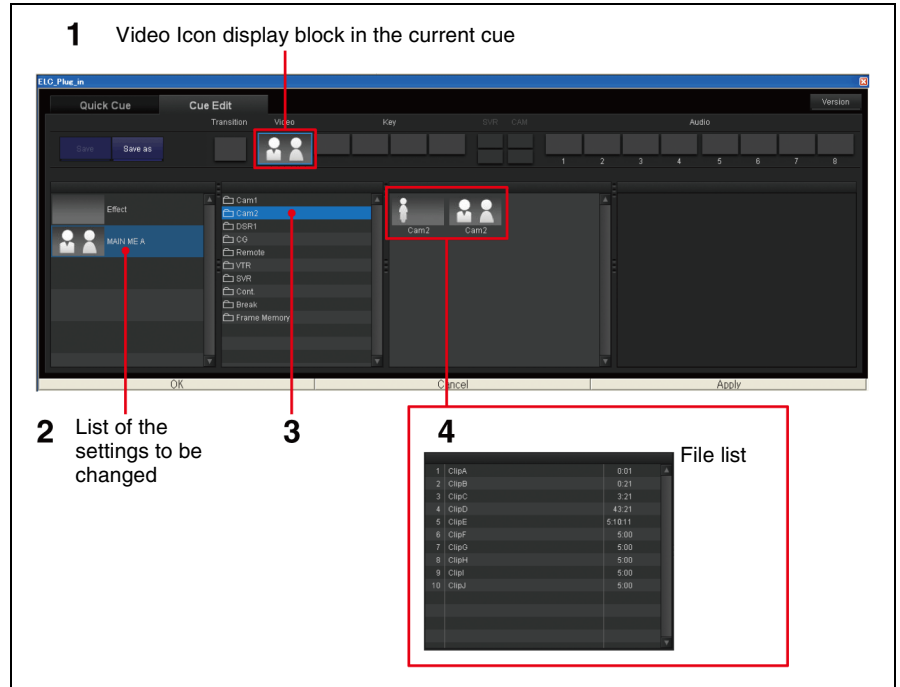 1 Video Icon display block in the current cue
ELC_Plug_in
Quick Cue Cue Edit Version
Transition Video Key SVR CAM Audio
Save Save as
1 2 3 4 5 6 7 8
Effect
MAIN ME A
Cam1
Cam2
DSR1
CG
Remote
VTR
SVR
Cont.
Break
Frame Memory
Cam2 Cam2
OK Cancel Apply
2 List of the
settings to be
changed
3
4
File list
1 ClipA 0:01
2 ClipB 0:21
3 ClipC 3:21
4 ClipD 43:21
5 ClipE 5:10:11
6 ClipF 5:00
7 ClipG 5:00
8 ClipH 5:00
9 ClipI 5:00
10 ClipJ 5:00